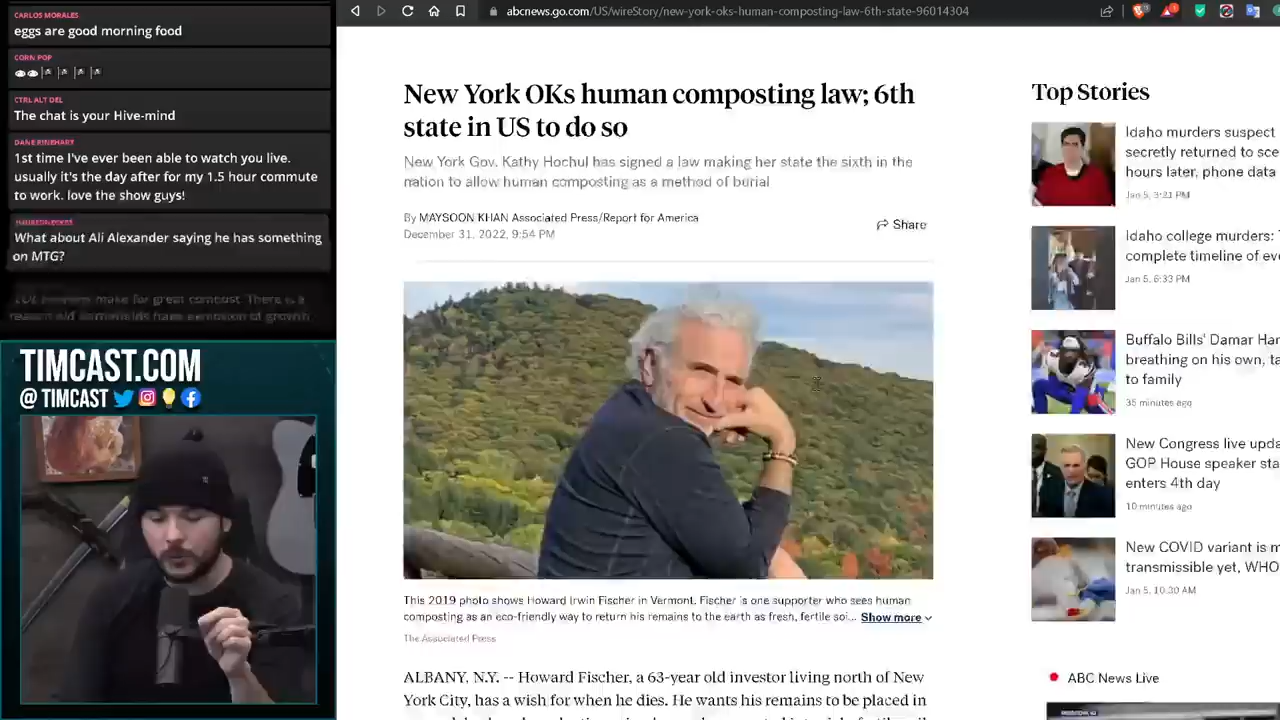 CARLOS MORALES
eggs are good morning food
CORN POP
CTRL ALT DEL
The chat is your Hive-mind
DANE RINEHART
1st time I've ever been able to watch you live.
usually it's the day after for my 1.5 hour commute
to work. love the show guys!
What about Ali Alexander saying he has something
on MTG?
make for great compost. There is a
reason old
have
of growth
TIMCAST.COM
@ TIMCAST
abcnews.go.com/US/wireStory/new-york-oks-human-composting-law-6th-state-96014304
New York OKs human composting law; 6th
state in US to do so
New York Gov. Kathy Hochul has signed a law making her state the sixth in the
nation to allow human composting as a method of burial
By MAYSOON KHAN Associated Press/Report for America
December 31, 2022, 9:54 PM
Share
This 2019 photo shows Howard Irwin Fischer in Vermont. Fischer is one supporter who sees human
composting as an eco-friendly way to return his remains to the earth as fresh, fertile soi... Show more
The Associated Press
ALBANY, N.Y. -- Howard Fischer, a 63-year old investor living north of New
York City, has a wish for when he dies. He wants his remains to be placed in
Top Stories
Idaho murders suspect
secretly returned to sce
hours later, phone data
Jan 5, 3:21 PM
Idaho college murders:
complete timeline of eve
Jan 5, 6:33 PM
Buffalo Bills' Damar Har
breathing on his own, ta
to family
35 minutes ago
New Congress live upda
GOP House speaker sta
enters 4th day
10 minutes ago
New COVID variant is m
transmissible yet, WHO
Jan 5, 10:30 AM
ABC News Live